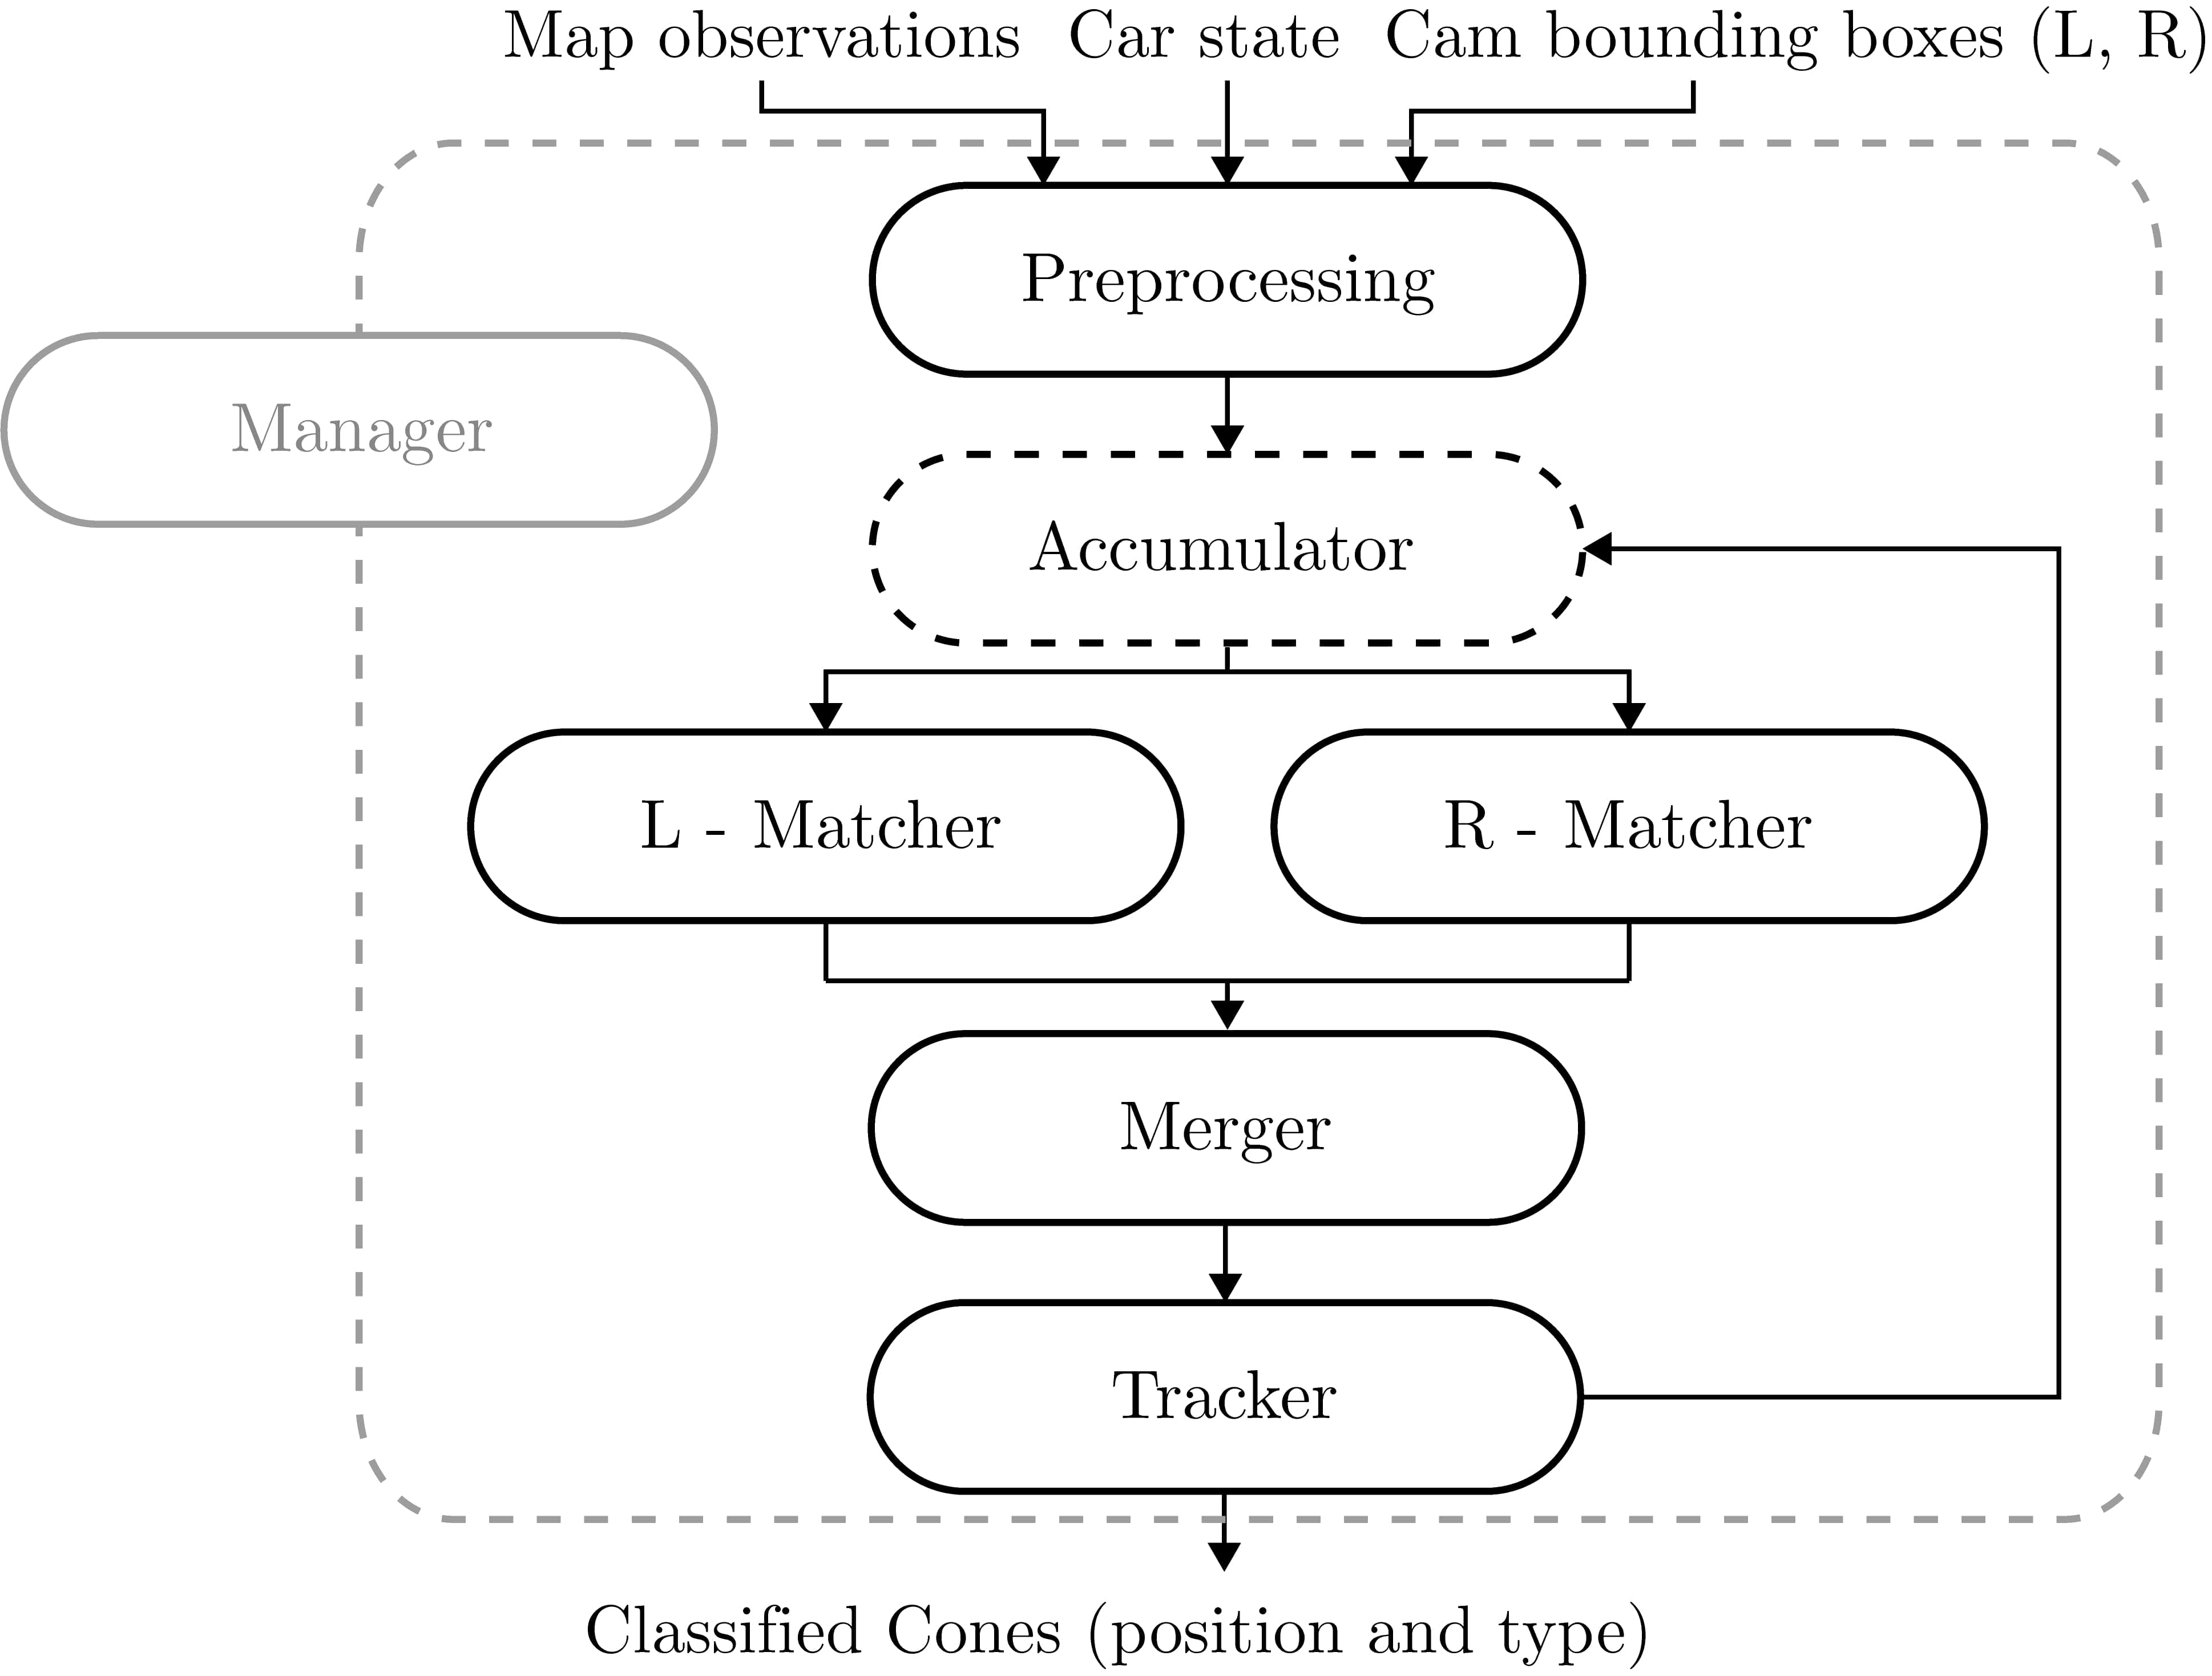 Map observations Car state Cam bounding boxes (L, R)
Preprocessing
Manager
Accumulator
L - Matcher
R - Matcher
Merger
Tracker
Classified Cones (position and type)